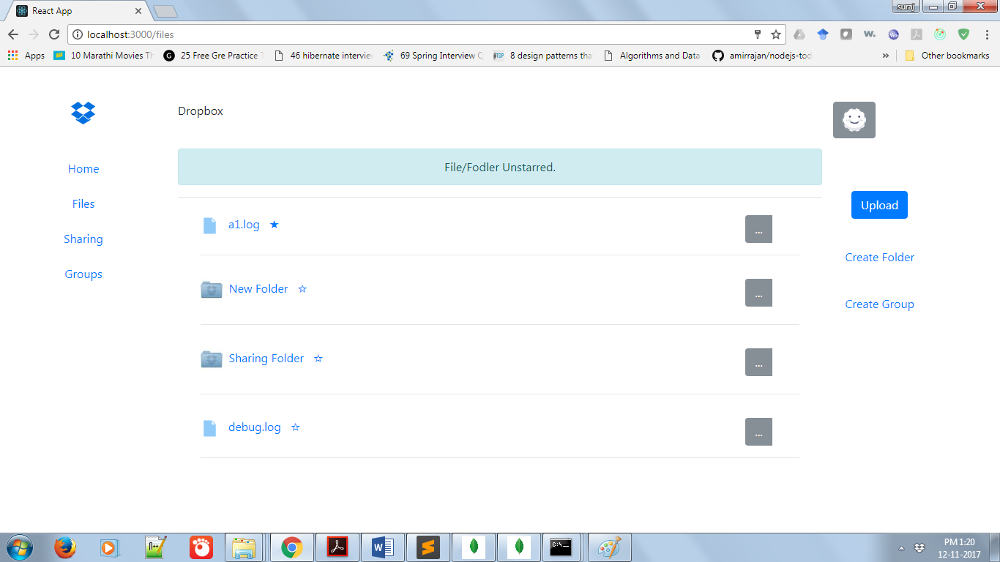 React App
suraj
localhost:3000/files
Apps
10 Marathi Movies Th
25 Free Gre Practice T
46 hibernate interview
69 Spring Interview Q
8 design patterns tha
Algorithms and Data
amirrajan/nodejs-tod
»
Other bookmarks
Dropbox
File/Fodler Unstarred.
Home
Files
Sharing
Groups
a1.log ★
...
New Folder ☆
...
Sharing Folder ☆
...
debug.log ☆
...
Upload
Create Folder
Create Group
PM 1:20
12-11-2017